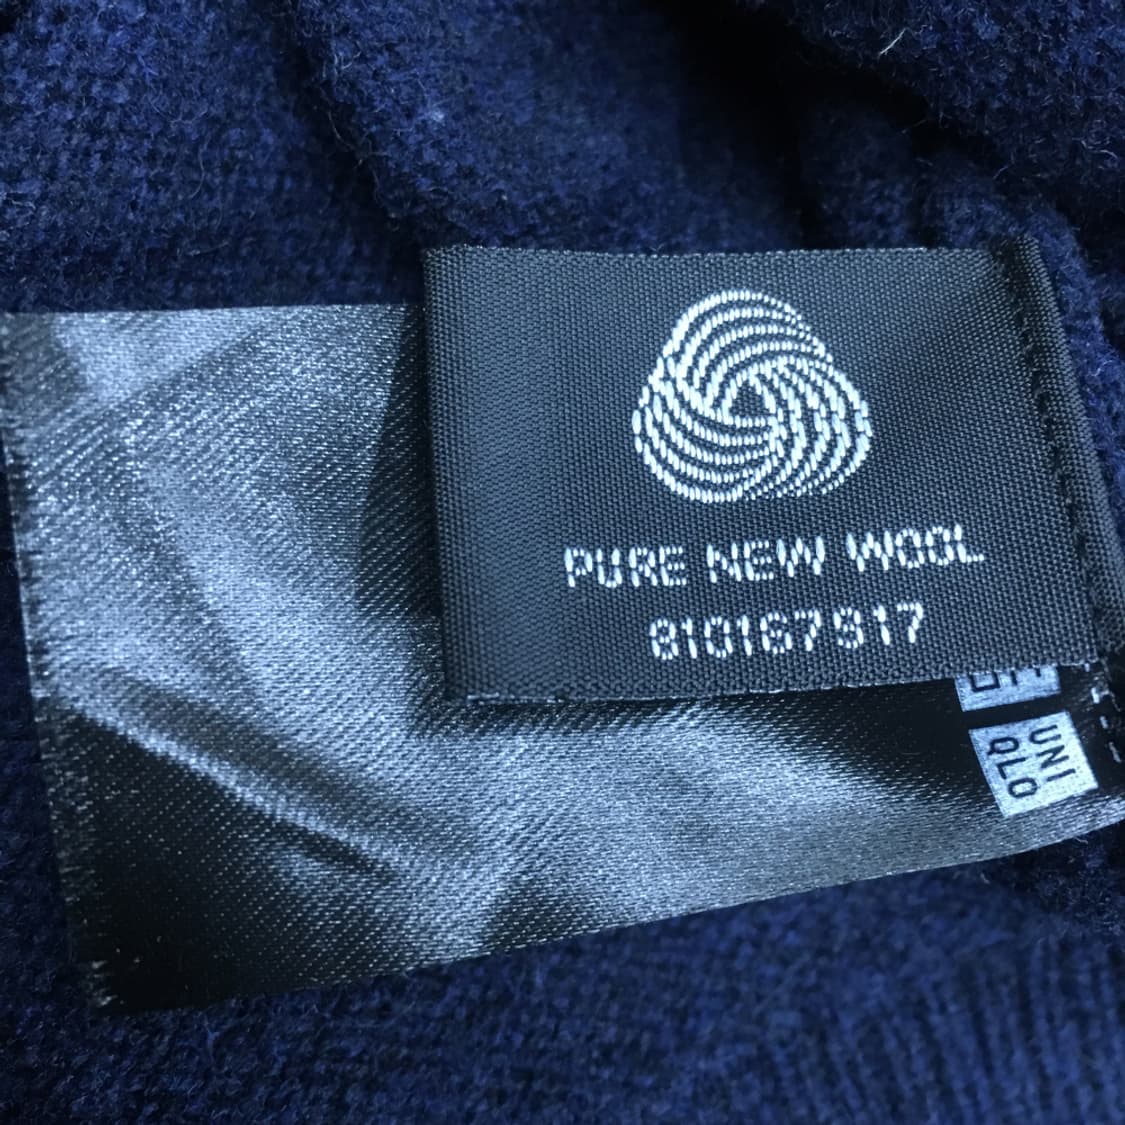 PURE NEW WOOL
810167917
UNI
QLO